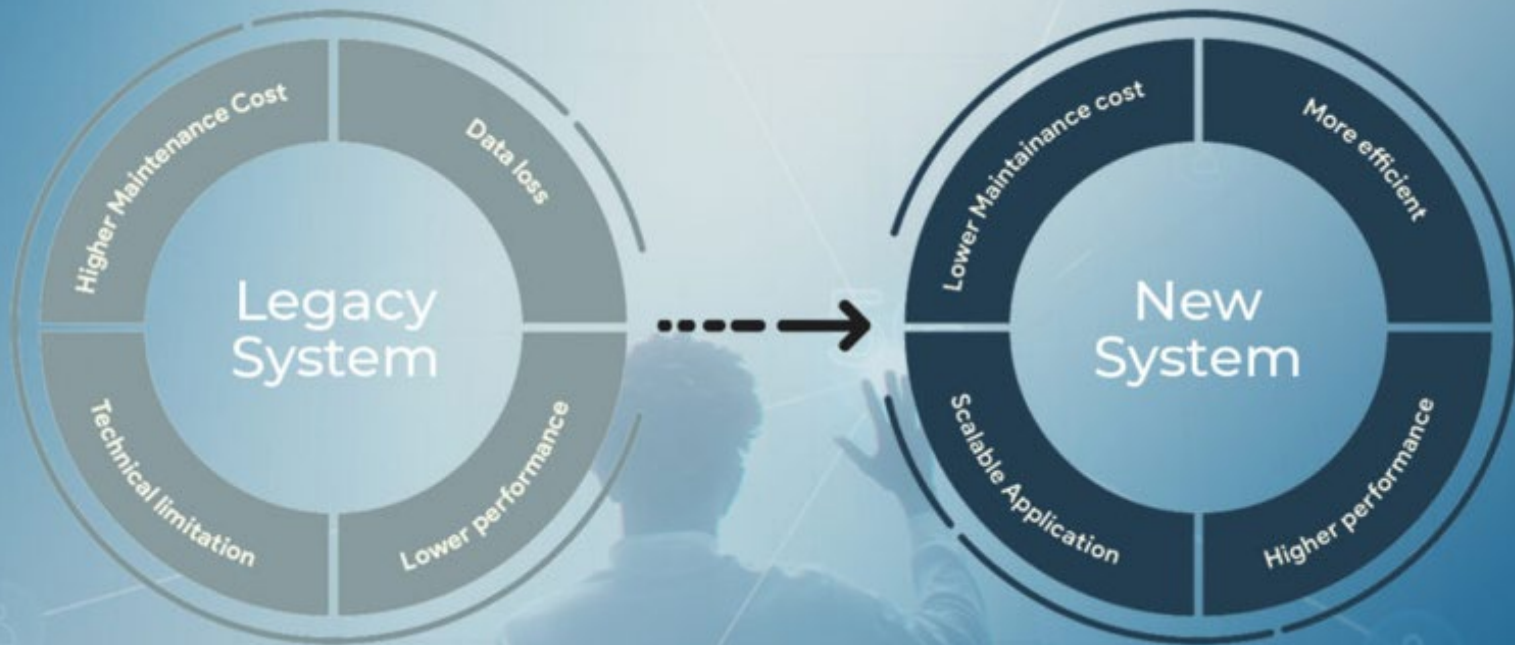 Higher Maintenance Cost
Data loss
Legacy
System
Technical limitation
Lower performance
Lower Maintainance cost
More efficient
New
System
Scalable Application
Higher performance